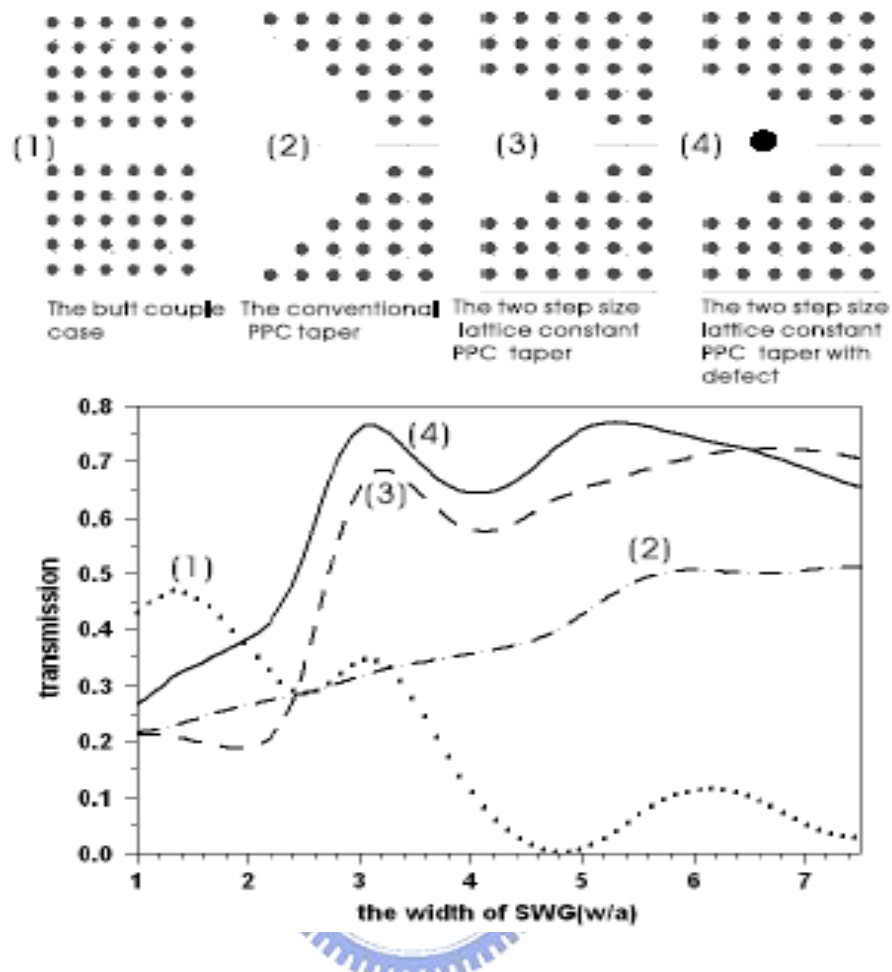 (1)
(2)
(3)
(4)
The butt couple
case
The conventional
PPC taper
The two step size
lattice constant
PPC taper
The two step size
lattice constant
PPC taper with
defect
0.8
0.7
0.6
0.5
0.4
0.3
0.2
0.1
0.0
transmission
(4)
(3)
(2)
(1)
1 2 3 4 5 6 7
the width of SWG(w/a)